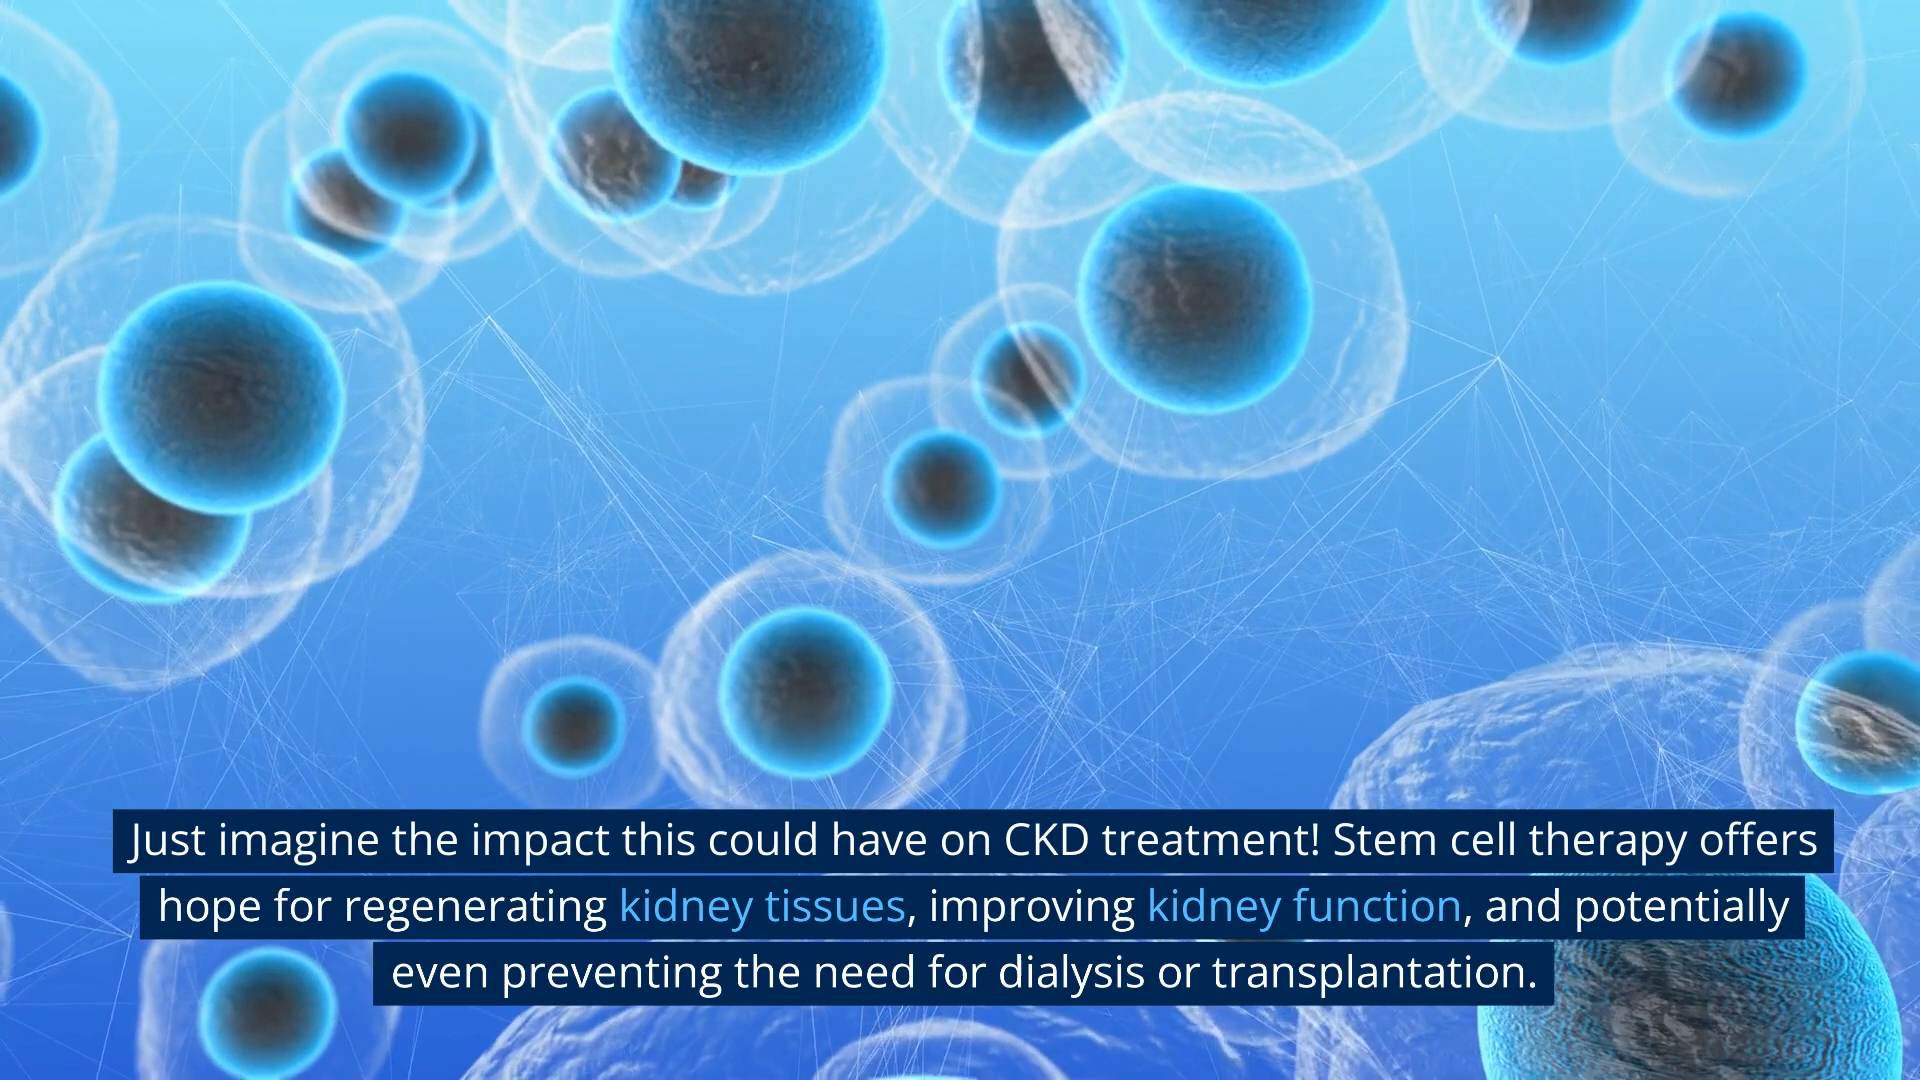 Just imagine the impact this could have on CKD treatment! Stem cell therapy offers
hope for regenerating kidney tissues, improving kidney function, and potentially
even preventing the need for dialysis or transplantation.